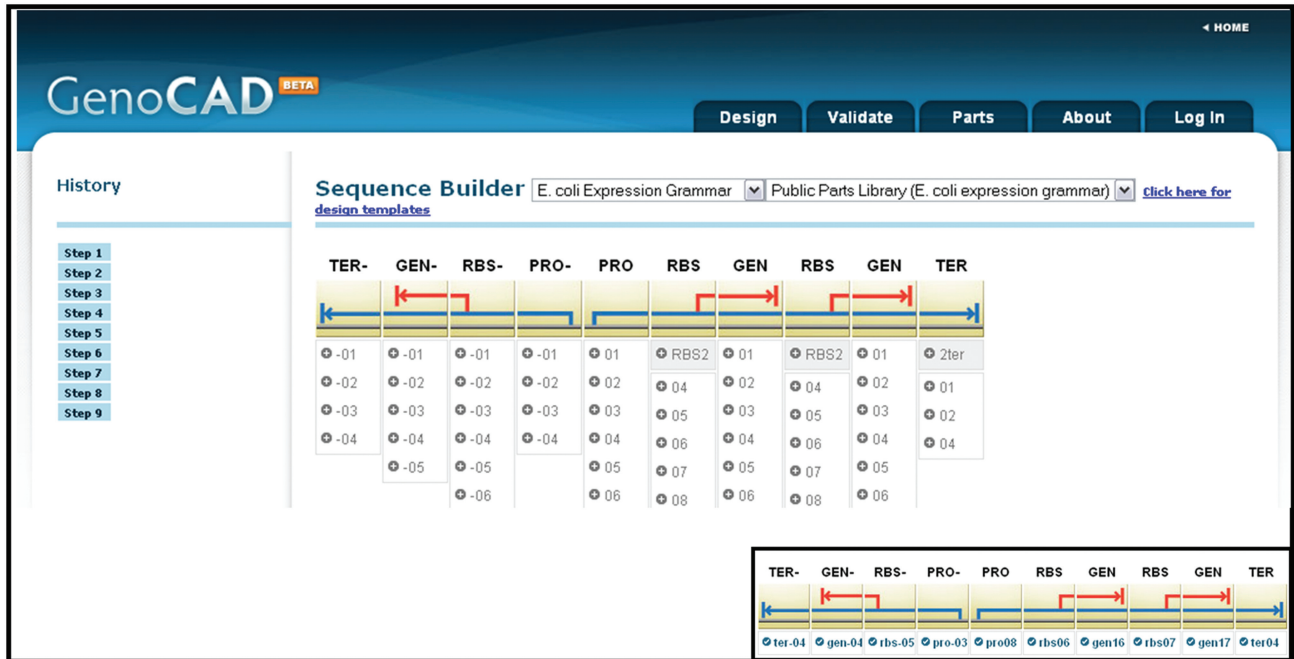 ◄ HOME
GenoCAD BETA
Design Validate Parts About Log In
History
Sequence Builder E. coli Expression Grammar Public Parts Library (E. coli expression grammar) Click here for
design templates
Step 1
Step 2
Step 3
Step 4
Step 5
Step 6
Step 7
Step 8
Step 9
TER- GEN- RBS- PRO- PRO RBS GEN RBS GEN TER
-01 -01 -01 -01 01 RBS2 01 RBS2 01 2ter
-02 -02 -02 -02 02 04 02 04 02 01
-03 -03 -03 -03 03 05 03 05 03 02
-04 -04 -04 -04 04 06 04 06 04 04
-05 -05 05 07 05 07 05
-06 06 08 06 08 06
TER- GEN- RBS- PRO- PRO RBS GEN RBS GEN TER
ter-04 gen-04 rbs-05 pro-03 pro08 rbs06 gen16 rbs07 gen17 ter04